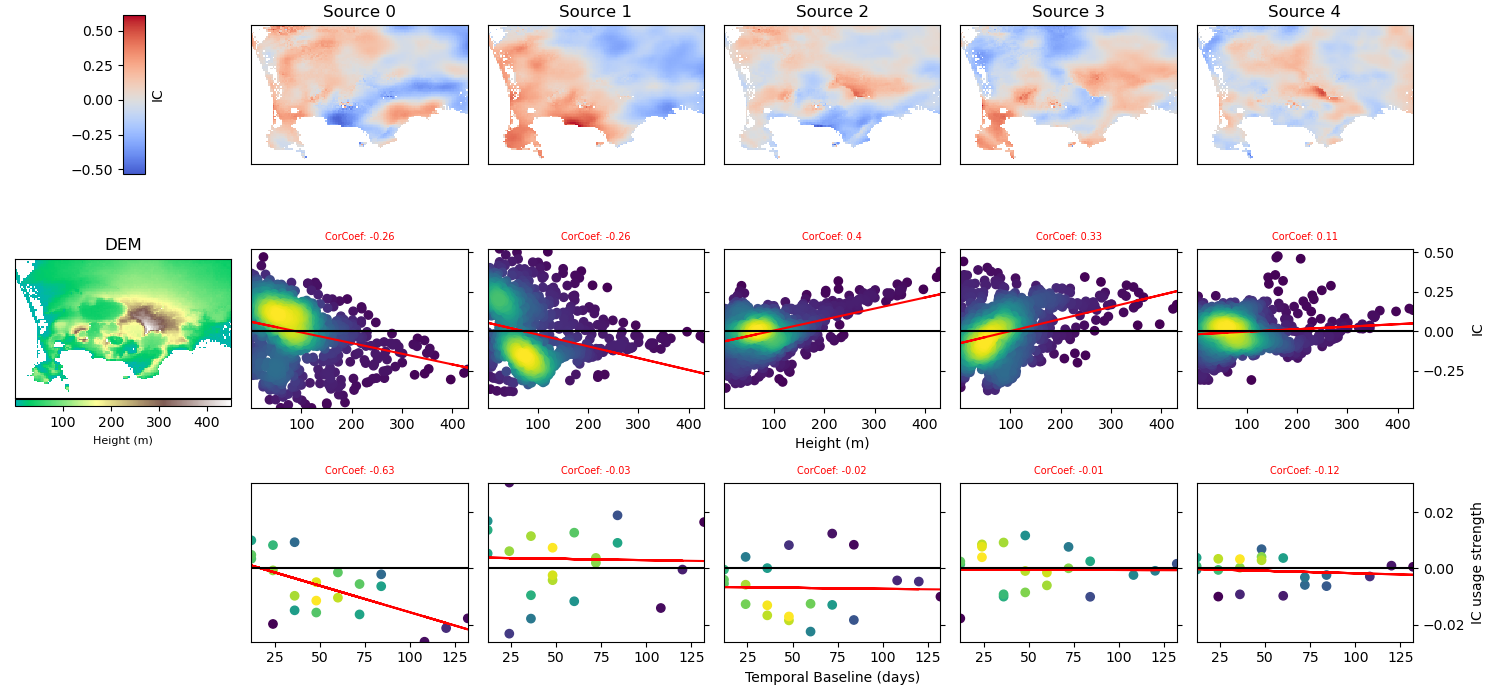 Source 0 Source 1 Source 2 Source 3 Source 4
0.50
0.25
0.00
−0.25
−0.50
IC
DEM
100 200 300 400
Height (m)
CorCoef: -0.26 CorCoef: -0.26 CorCoef: 0.4 CorCoef: 0.33 CorCoef: 0.11
0.50
0.25
0.00
−0.25
IC
100 200 300 400 100 200 300 400 100 200 300 400 100 200 300 400 100 200 300 400
Height (m)
CorCoef: -0.63 CorCoef: -0.03 CorCoef: -0.02 CorCoef: -0.01 CorCoef: -0.12
0.02
0.00
−0.02
IC usage strength
25 50 75 100 125 25 50 75 100 125 25 50 75 100 125 25 50 75 100 125 25 50 75 100 125
Temporal Baseline (days)